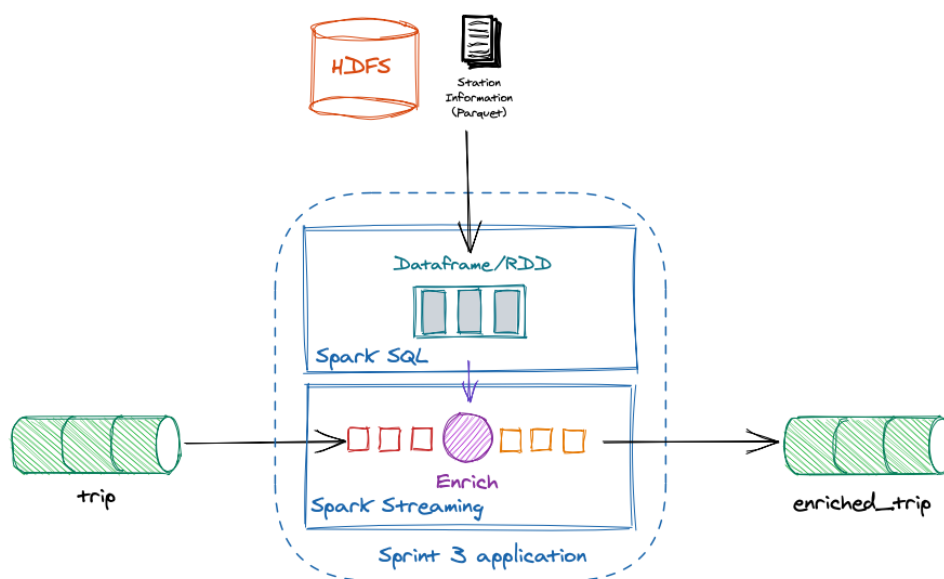 HDFS
Station
Information
(Parquet)
Dataframe/RDD
Spark SQL
trip
Enrich
enriched_trip
Spark Streaming
Sprint 3 application